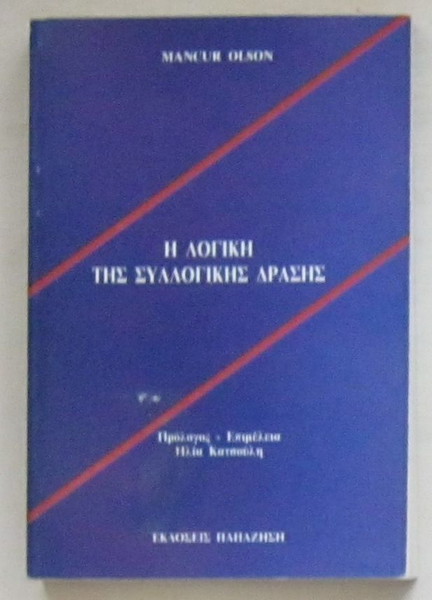 MANCUR OLSON
Η ΛΟΓΙΚΗ
ΤΗΣ ΣΥΛΛΟΓΙΚΗΣ ΔΡΑΣΗΣ
Πρόλογος - Επιμέλεια
Ηλία Κατσούλη
ΕΚΔΟΣΕΙΣ ΠΑΠΑΖΗΣΗ